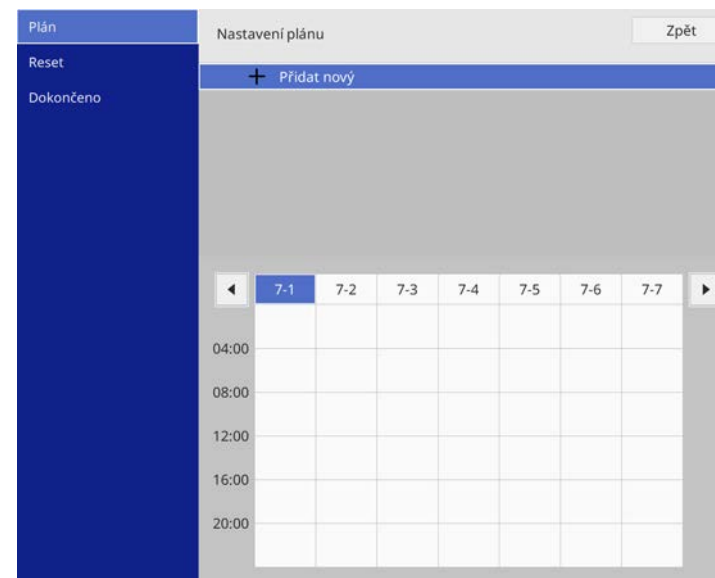 Plán
Reset
Dokončeno
Nastavení plánu
Zpět
Přidat nový
7-1 7-2 7-3 7-4 7-5 7-6 7-7
04:00
08:00
12:00
16:00
20:00